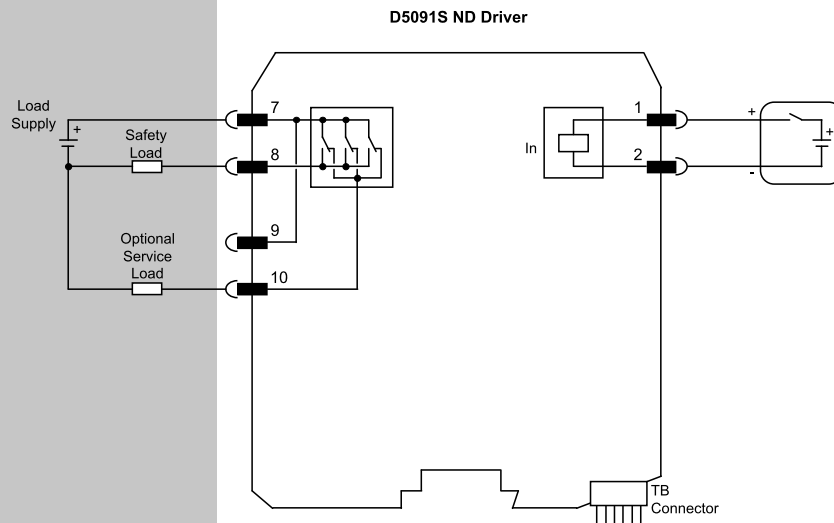 D5091S ND Driver
Load
Supply
+
Safety
Load
7
8
Optional
Service
Load
9
10
In
1
2
+
-
+
TB
Connector